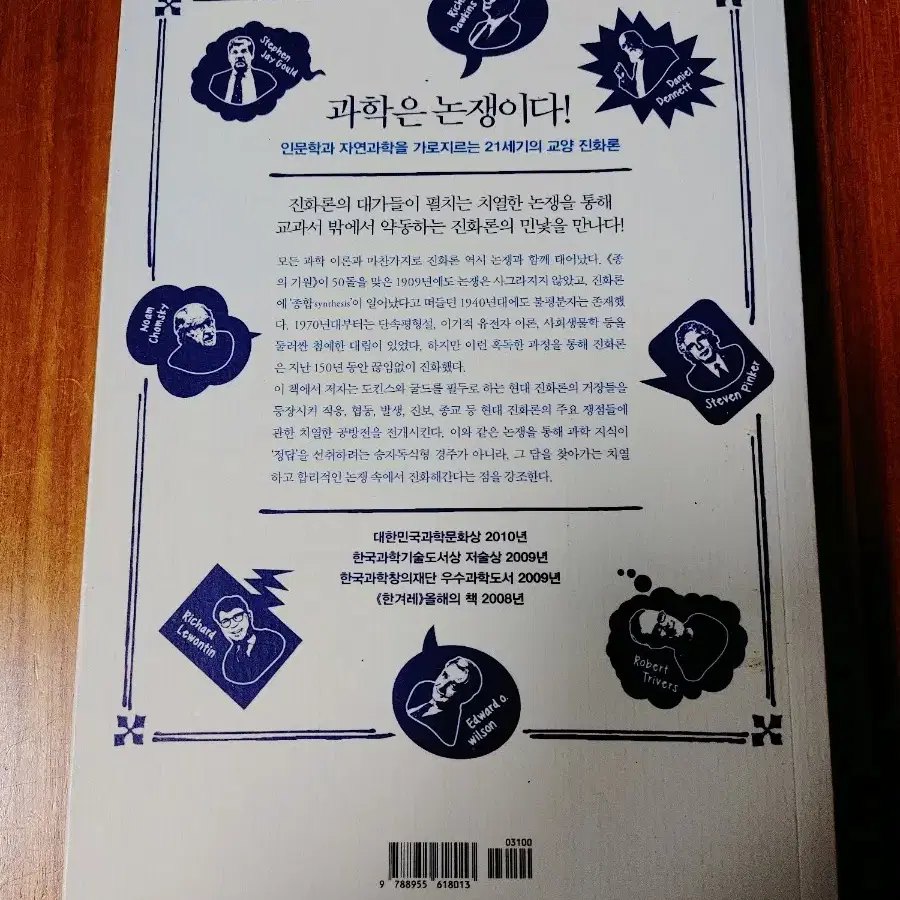 Stephen
Jay Gould
Richard
Dawkins
Daniel
Dennett
과학은 논쟁이다!
인문학과 자연과학을 가로지르는 21세기의 교양 진화론
진화론의 대가들이 펼치는 치열한 논쟁을 통해
교과서 밖에서 약동하는 진화론의 민낯을 만나다!
모든 과학 이론과 마찬가지로 진화론 역시 논쟁과 함께 태어났다. 《종
의 기원》이 50돌을 맞은 1909년에도 논쟁은 사그라지지 않았고, 진화론
에 '종합synthesis'이 일어났다고 떠들던 1940년대에도 불평분자는 존재했
다. 1970년대부터는 단속평형설, 이기적 유전자 이론, 사회생물학 등을
둘러싼 첨예한 대립이 있었다. 하지만 이런 혹독한 과정을 통해 진화론
은 지난 150년 동안 끊임없이 진화했다.
이 책에서 저자는 도킨스와 굴드를 필두로 하는 현대 진화론의 거장들을
등장시켜 적응, 협동, 발생, 진보, 종교 등 현대 진화론의 주요 쟁점들에
관한 치열한 공방전을 전개시킨다. 이와 같은 논쟁을 통해 과학 지식이
'정답'을 선취하려는 승자독식형 경주가 아니라, 그 답을 찾아가는 치열
하고 합리적인 논쟁 속에서 진화해간다는 점을 강조한다.
Noam
Chomsky
Steven Pinker
대한민국과학문화상 2010년
한국과학기술도서상 저술상 2009년
한국과학창의재단 우수과학도서 2009년
《한겨레》올해의 책 2008년
Richard
Lewontin
Robert
Trivers
Edward o.
wilson
03100
9 788955 618013